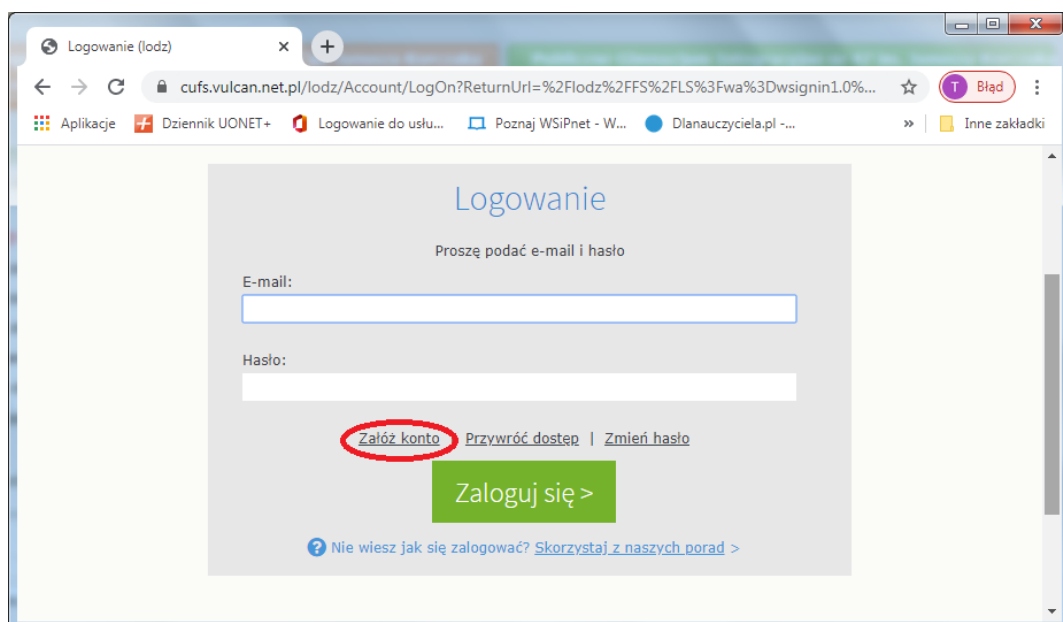 Logowanie (lodz)
cufs.vulcan.net.pl/lodz/Account/LogOn?ReturnUrl=%2Flodz%2FFS%2FLS%3Fwa%3Dwsignin1.0%...
T Błąd
Aplikacje Dziennik UONET+ Logowanie do usłu... Poznaj WSiPnet - W... Dlanauczyciela.pl -... » Inne zakładki
Logowanie
Proszę podać e-mail i hasło
E-mail:
Hasło:
Załóż konto Przywróć dostęp | Zmień hasło
Zaloguj się >
? Nie wiesz jak się zalogować? Skorzystaj z naszych porad >